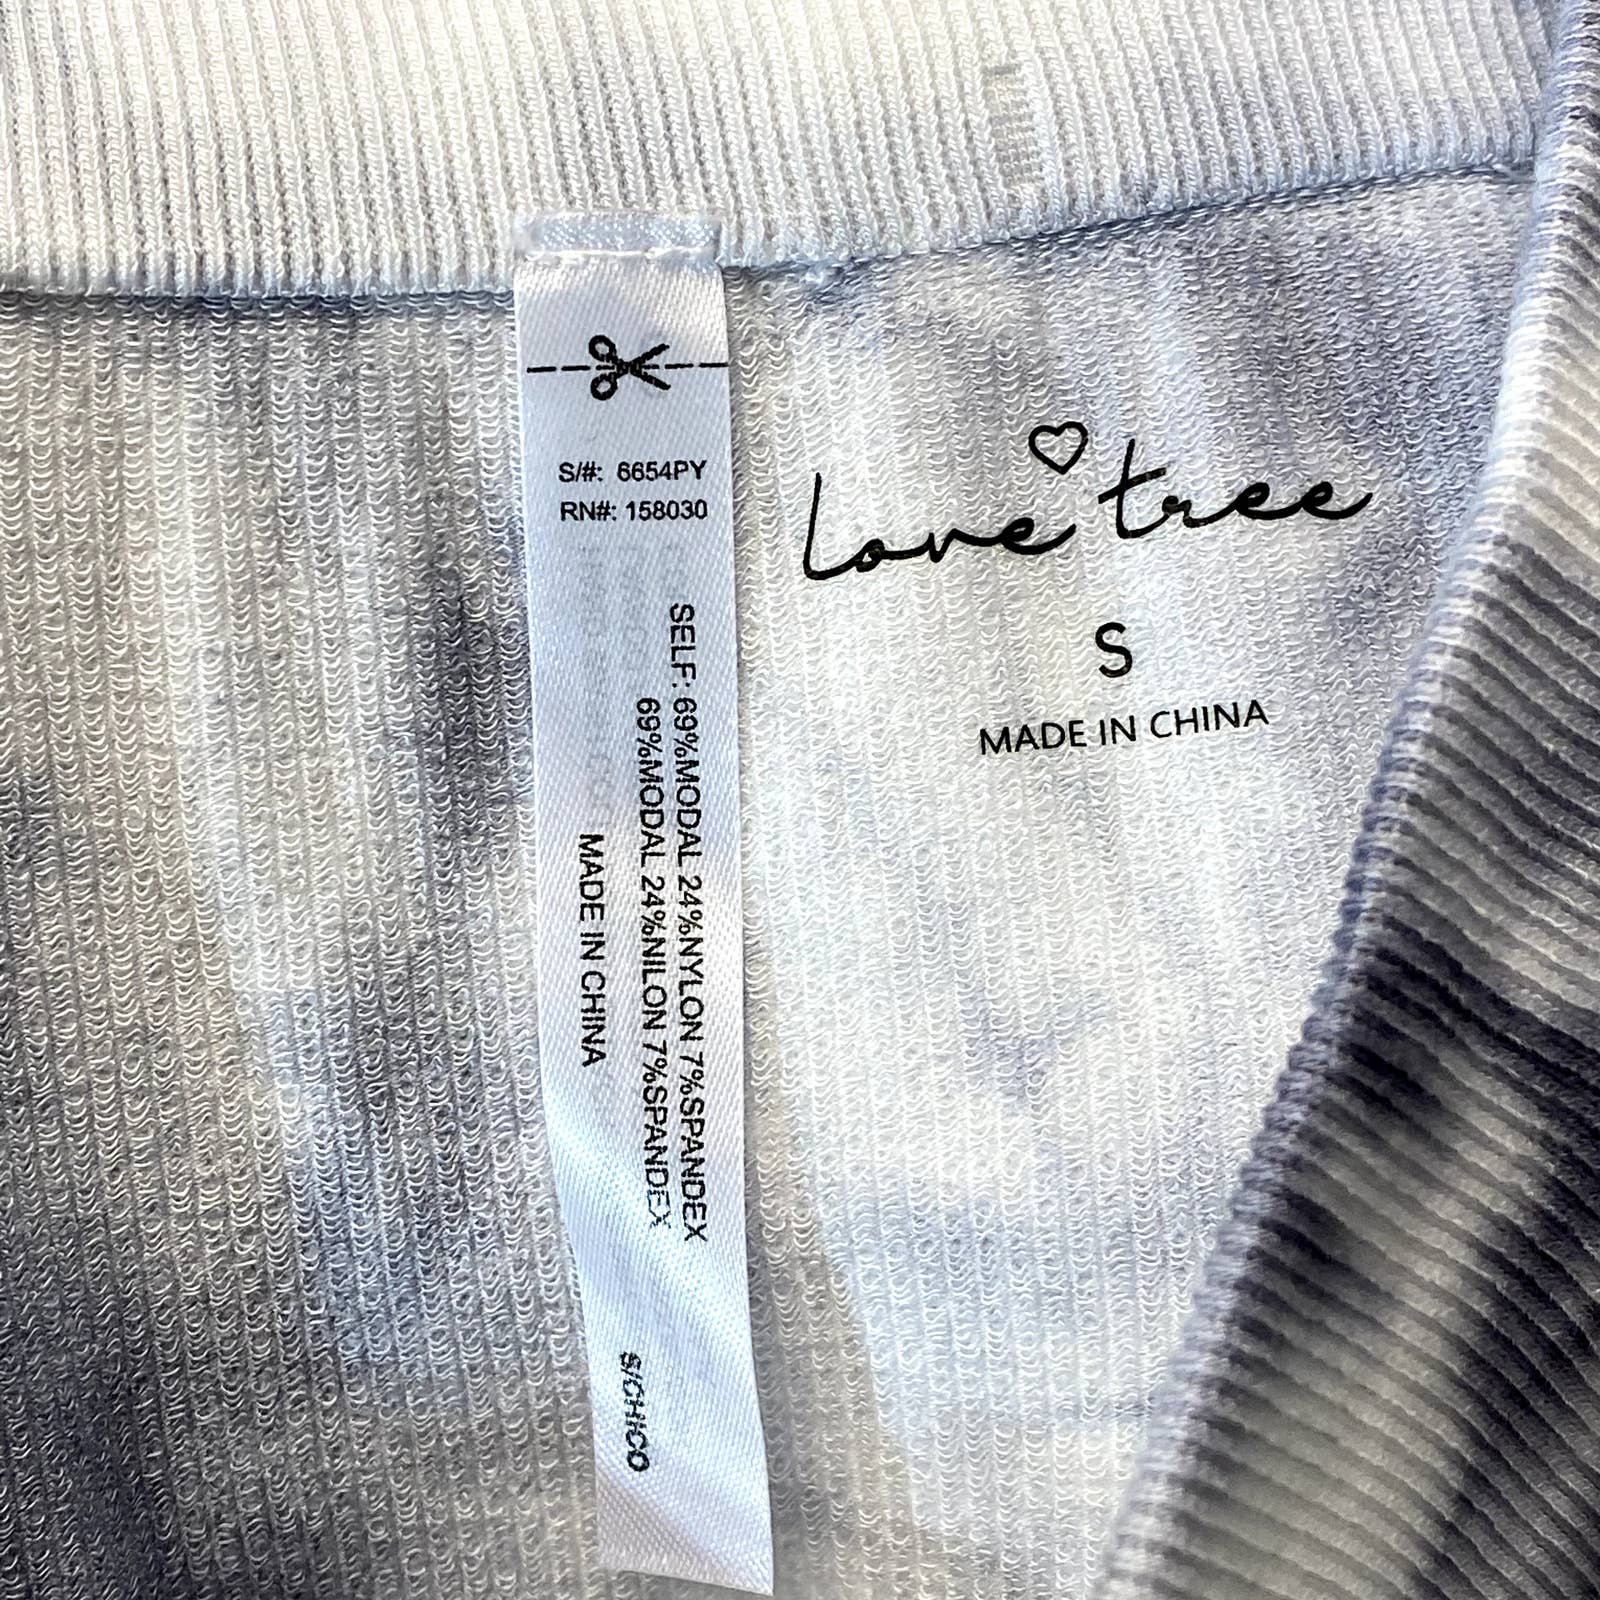 S/#: 6654PY
RN#: 158030
SELF: 69%MODAL 24%NYLON 7%SPANDEX
69%MODAL 24%NILON 7%SPANDEX
MADE IN CHINA
S/CHICO
love tree
S
MADE IN CHINA